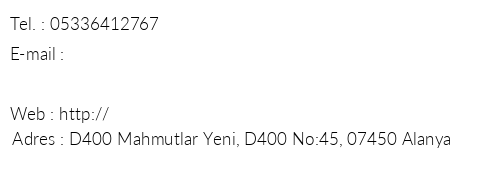 Tel. : 05336412767
E-mail :
Web : http://
Adres : D400 Mahmutlar Yeni, D400 No:45, 07450 Alanya